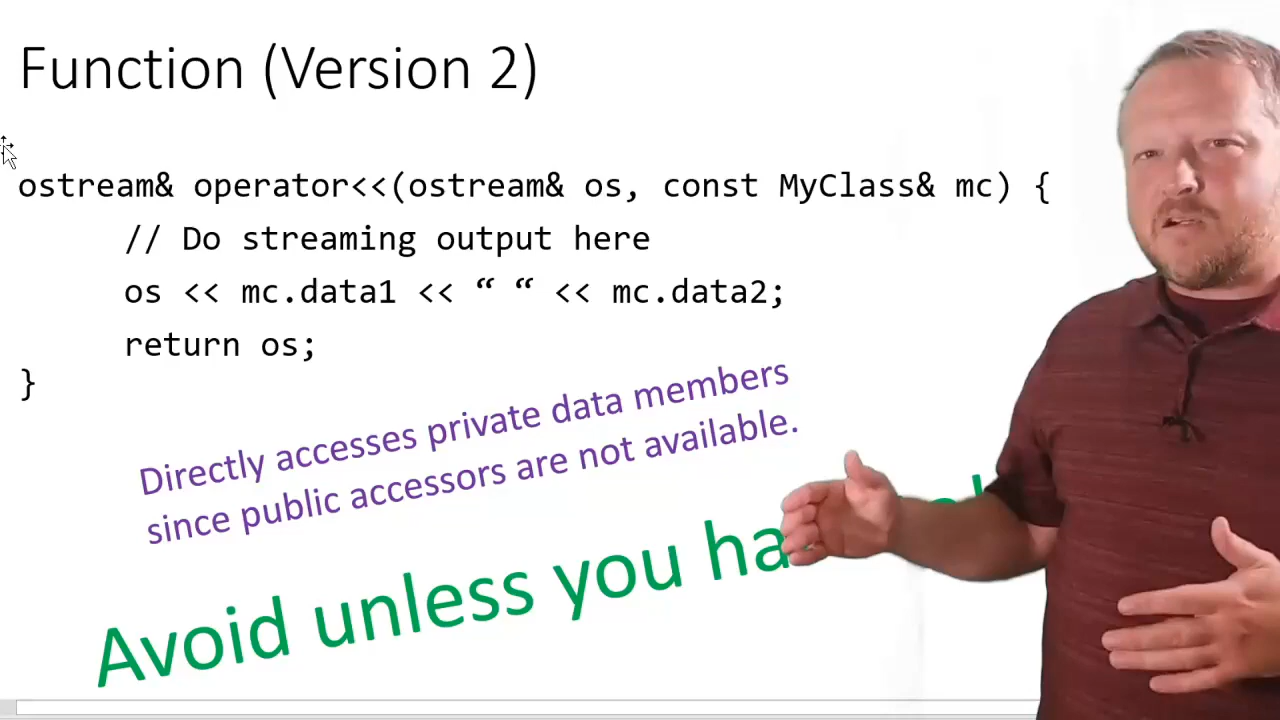 Function (Version 2)
ostream& operator<<(ostream& os, const MyClass& mc) {
// Do streaming output here
os << mc.data1 << “ “ << mc.data2;
return os;
}
Directly accesses private data members
since public accessors are not available.
Avoid unless you